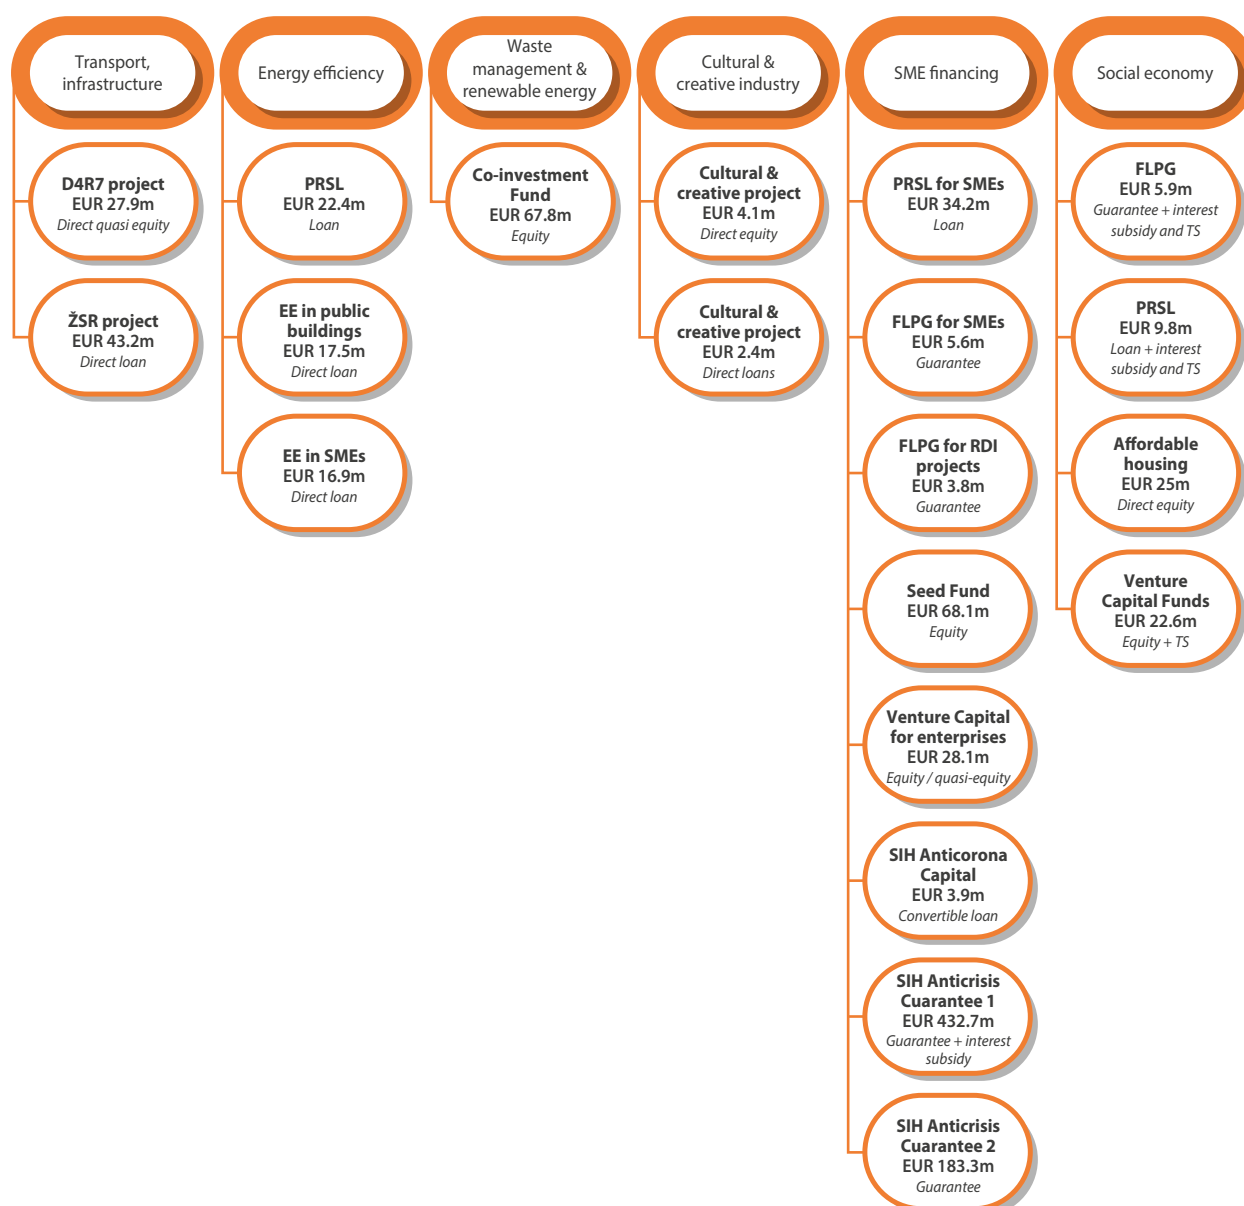 Transport,
infrastructure
Energy efficiency
Waste
management &
renewable energy
Cultural &
creative industry
SME financing
Social economy
D4R7 project
EUR 27.9m
Direct quasi equity
ŽSR project
EUR 43.2m
Direct loan
PRSL
EUR 22.4m
Loan
EE in public
buildings
EUR 17.5m
Direct loan
EE in SMEs
EUR 16.9m
Direct loan
Co-investment
Fund
EUR 67.8m
Equity
Cultural &
creative project
EUR 4.1m
Direct equity
Cultural &
creative project
EUR 2.4m
Direct loans
PRSL for SMEs
EUR 34.2m
Loan
FLPG for SMEs
EUR 5.6m
Guarantee
FLPG for RDI
projects
EUR 3.8m
Guarantee
Seed Fund
EUR 68.1m
Equity
Venture Capital
for enterprises
EUR 28.1m
Equity / quasi-equity
SIH Anticorona
Capital
EUR 3.9m
Convertible loan
SIH Anticrisis
Cuarantee 1
EUR 432.7m
Guarantee + interest
subsidy
SIH Anticrisis
Cuarantee 2
EUR 183.3m
Guarantee
FLPG
EUR 5.9m
Guarantee + interest
subsidy and TS
PRSL
EUR 9.8m
Loan + interest
subsidy and TS
Affordable
housing
EUR 25m
Direct equity
Venture
Capital Funds
EUR 22.6m
Equity + TS